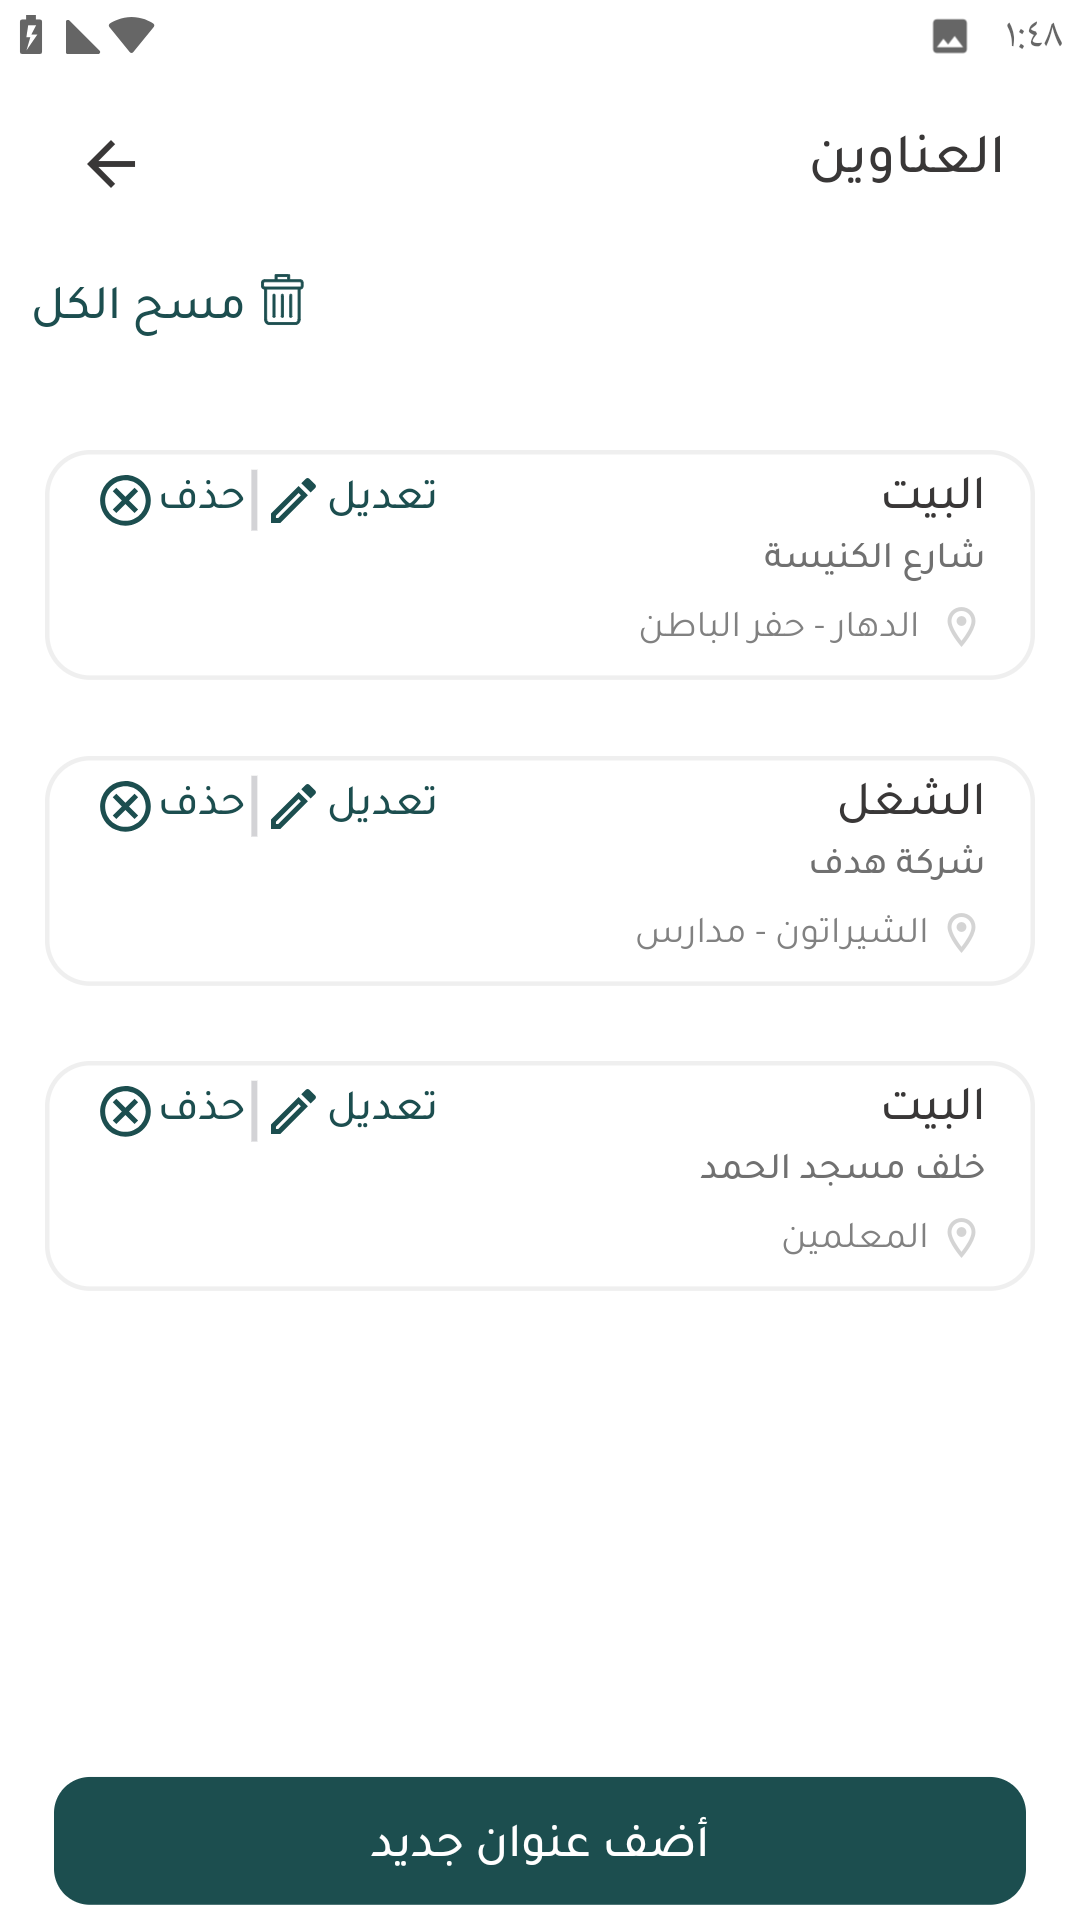 ١:٤٨
العناوين
مسح الكل
البيت
تعديل
حذف
شارع الكنيسة
الدهار - حفر الباطن
الشغل
تعديل
حذف
شركة هدف
الشيراتون - مدارس
البيت
تعديل
حذف
خلف مسجد الحمد
المعلمين
أضف عنوان جديد